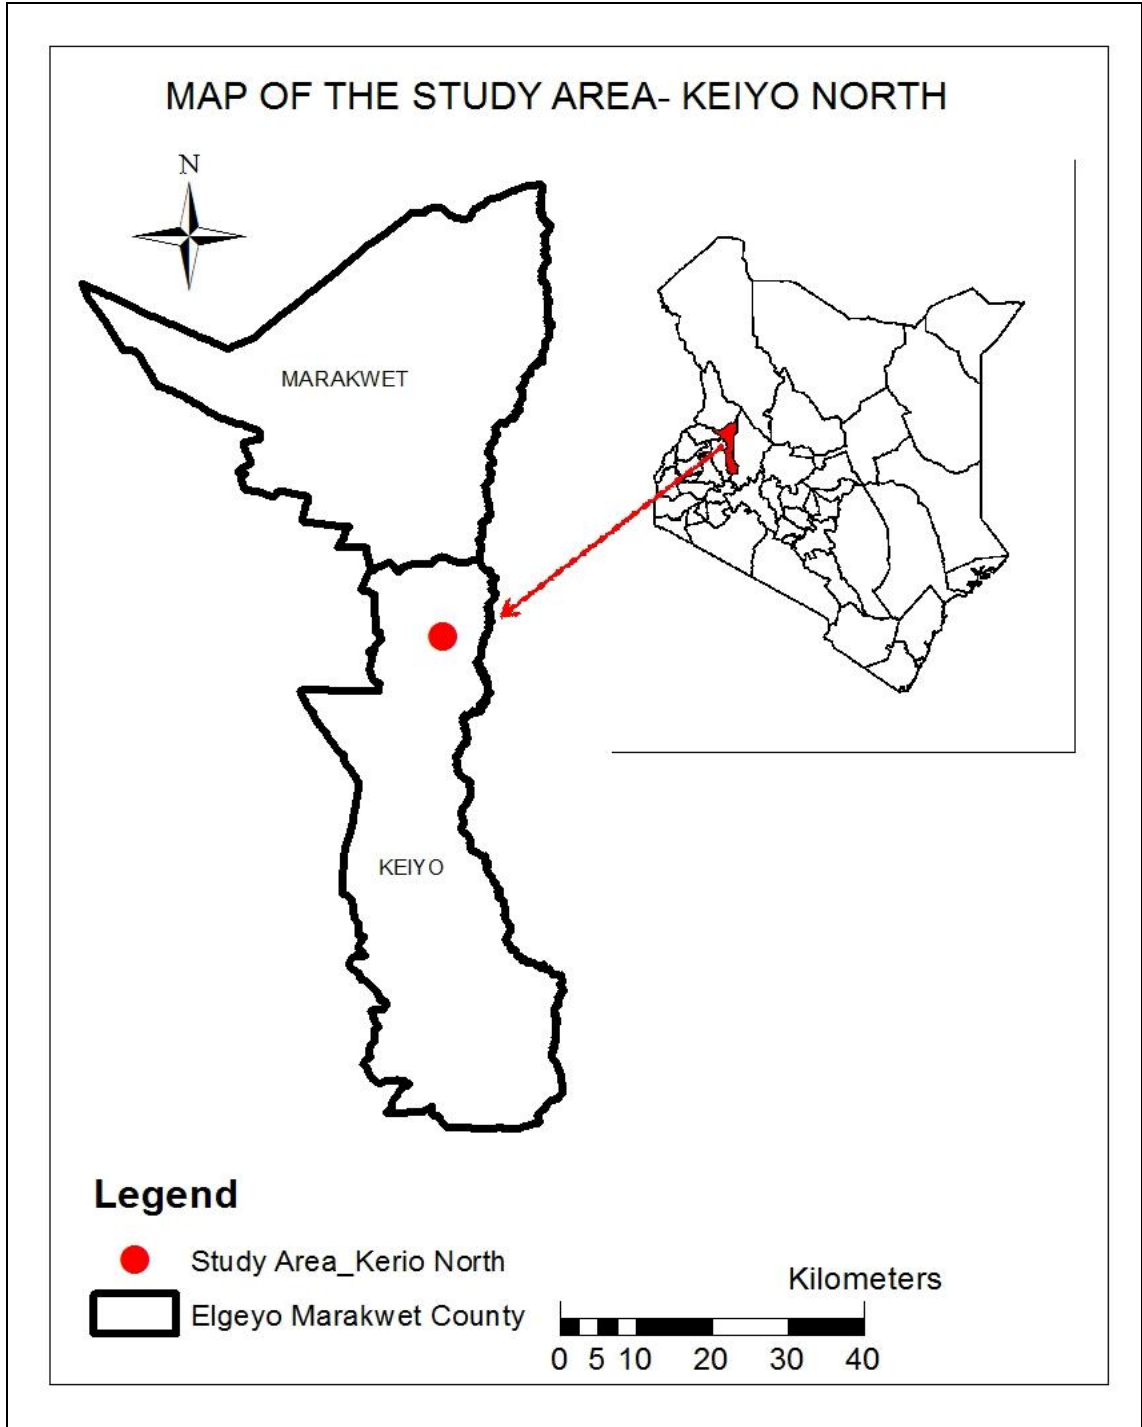 MAP OF THE STUDY AREA- KEIYO NORTH
N
MARAKWET
KEIYO
Legend
Study Area_Kerio North
Elgeyo Marakwet County
Kilometers
0 5 10 20 30 40